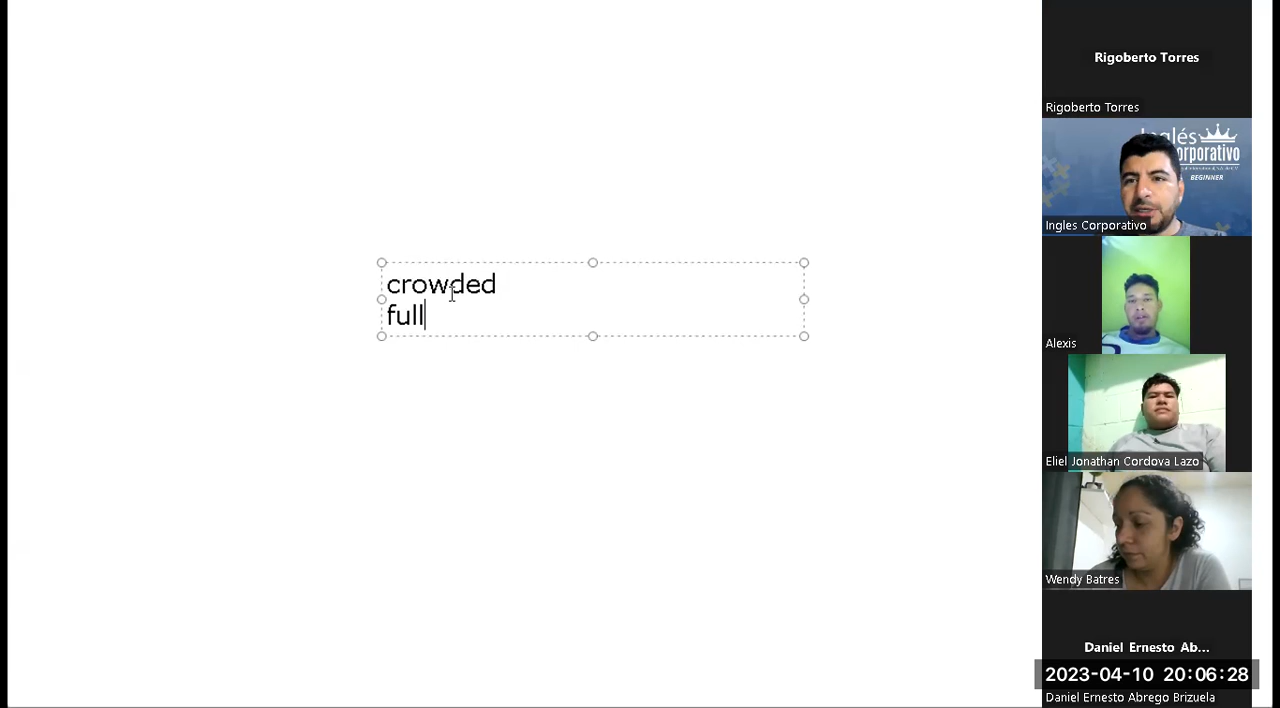 crowded
full
Rigoberto Torres
Rigoberto Torres
Inglés
Corporativo
BEGINNER
Ingles Corporativo
Alexis
Eliel Jonathan Cordova Lazo
Wendy Batres
Daniel Ernesto Ab...
2023-04-10 20:06:28
Daniel Ernesto Abrego Brizuela